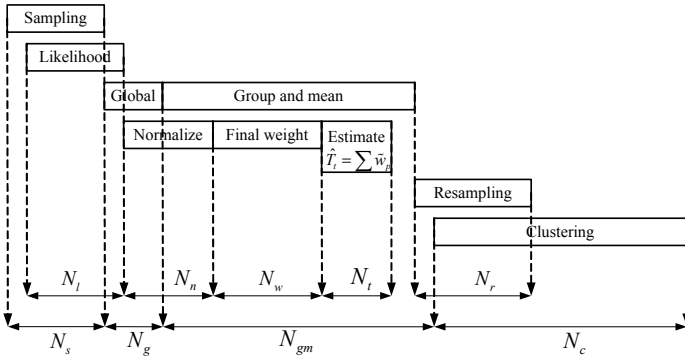 Sampling
Likelihood
Global Group and mean
Normalize Final weight Estimate
T̂_t = ∑ w̃_p
Resampling
Clustering
N_l N_n N_w N_t N_r
N_s N_g N_gm N_c